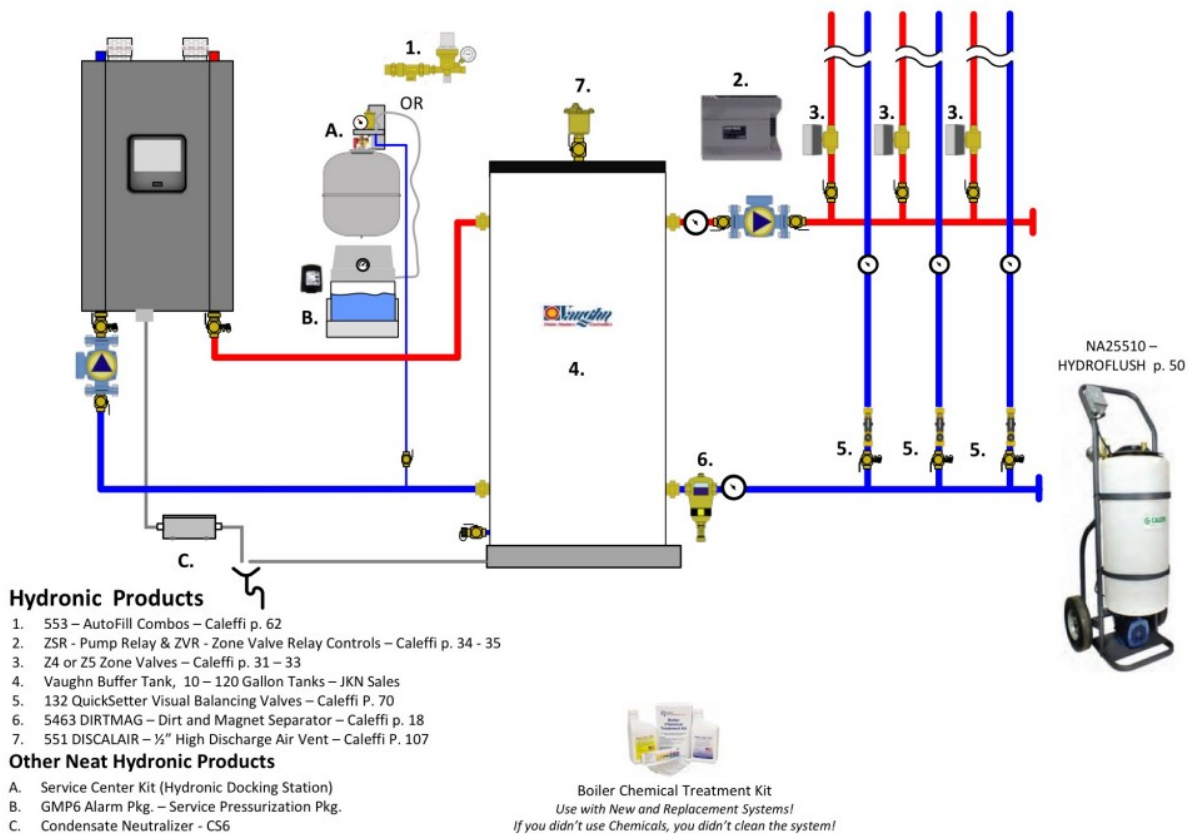 1.
OR
A.
B.
7.
2.
3.
3.
3.
Vaughn
4.
NA25510 –
HYDROFLUSH p. 50
5.
5.
5.
6.
C.
CALEFFI
Hydronic Products
1. 553 – AutoFill Combos – Caleffi p. 62
2. ZSR - Pump Relay & ZVR - Zone Valve Relay Controls – Caleffi p. 34 - 35
3. Z4 or Z5 Zone Valves – Caleffi p. 31 – 33
4. Vaughn Buffer Tank, 10 – 120 Gallon Tanks – JKN Sales
5. 132 QuickSetter Visual Balancing Valves – Caleffi P. 70
6. 5463 DIRTMAG – Dirt and Magnet Separator – Caleffi p. 18
7. 551 DISCALAIR – ½” High Discharge Air Vent – Caleffi P. 107
Other Neat Hydronic Products
A. Service Center Kit (Hydronic Docking Station)
B. GMP6 Alarm Pkg. – Service Pressurization Pkg.
C. Condensate Neutralizer - CS6
Boiler
Chemical
Treatment Kit
Boiler Chemical Treatment Kit
Use with New and Replacement Systems!
If you didn’t use Chemicals, you didn’t clean the system!